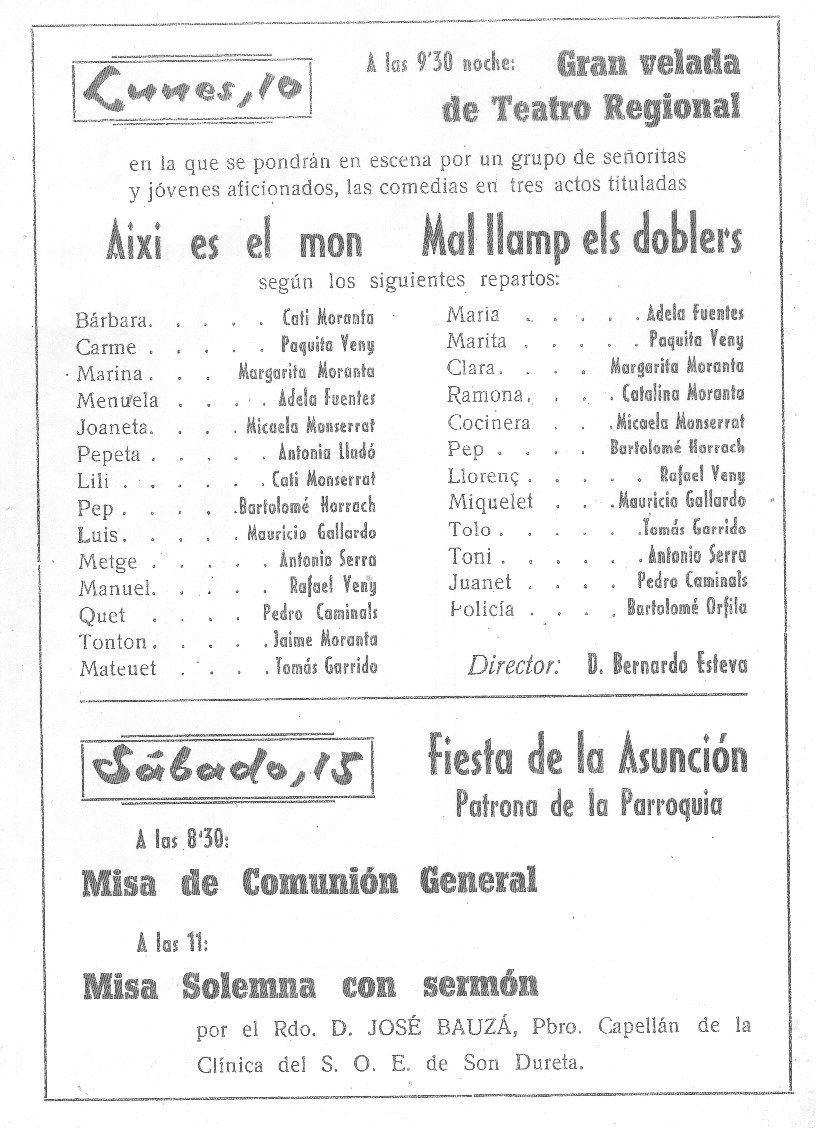 Lunes, 10
A las 9'30 noche: Gran velada
de Teatro Regional
en la que se pondrán en escena por un grupo de señoritas
y jóvenes aficionados, las comedias en tres actos tituladas
Aixi es el mon
Mal llamp els doblers
según los siguientes repartos:
Bárbara. . . . . Cati Moranta
Carme . . . . . Paquita Veny
Marina . . . Margarita Moranta
Menuela . . . . Adela Fuentes
Joaneta. . . . Micaela Monserrat
Pepeta . . . . . Antonia Lladó
Lili . . . . . . Cati Monserrat
Pep . . . . .Bartolomé Horrach
Luis. . . . . Mauricio Gallardo
Metge . . . . . Antonio Serra
Manuel. . . . . Rafael Veny
Quet . . . . Pedro Caminals
Tonton . . . . .Jaime Moranta
Mateuet . . . .Tomás Garrido
Maria . . . . .Adela Fuentes
Marita . . . . . Paquita Veny
Clara. . . . Margarita Moranta
Ramona. . . . Catalina Moranta
Cocinera . . .Micaela Monserrat
Pep . . . . Bartolomé Horrach
Llorenç . . . . . Rafael Veny
Miquelet . . .Mauricio Gallardo
Tolo . . . . . .Tomás Garrido
Toni . . . . . .Antonio Serra
Juanet . . . . Pedro Caminals
Policía . . . . Bartolomé Orfila
Director: D. Bernardo Esteva
Sábado, 15
Fiesta de la Asunción
Patrona de la Parroquia
A las 8'30:
Misa de Comunión General
A las 11:
Misa Solemna con sermón
por el Rdo. D. JOSÉ BAUZÁ, Pbro. Capellán de la
Clínica del S. O. E. de Son Dureta.